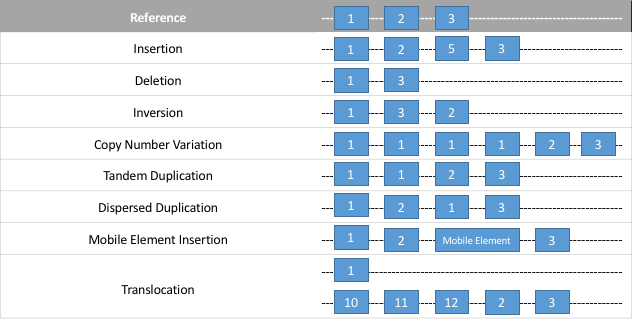 Reference 1 2 3
Insertion 1 2 5 3
Deletion 1 3
Inversion 1 3 2
Copy Number Variation 1 1 1 1 2 3
Tandem Duplication 1 1 2 3
Dispersed Duplication 1 2 1 3
Mobile Element Insertion 1 2 Mobile Element 3
1
Translocation
10 11 12 2 3